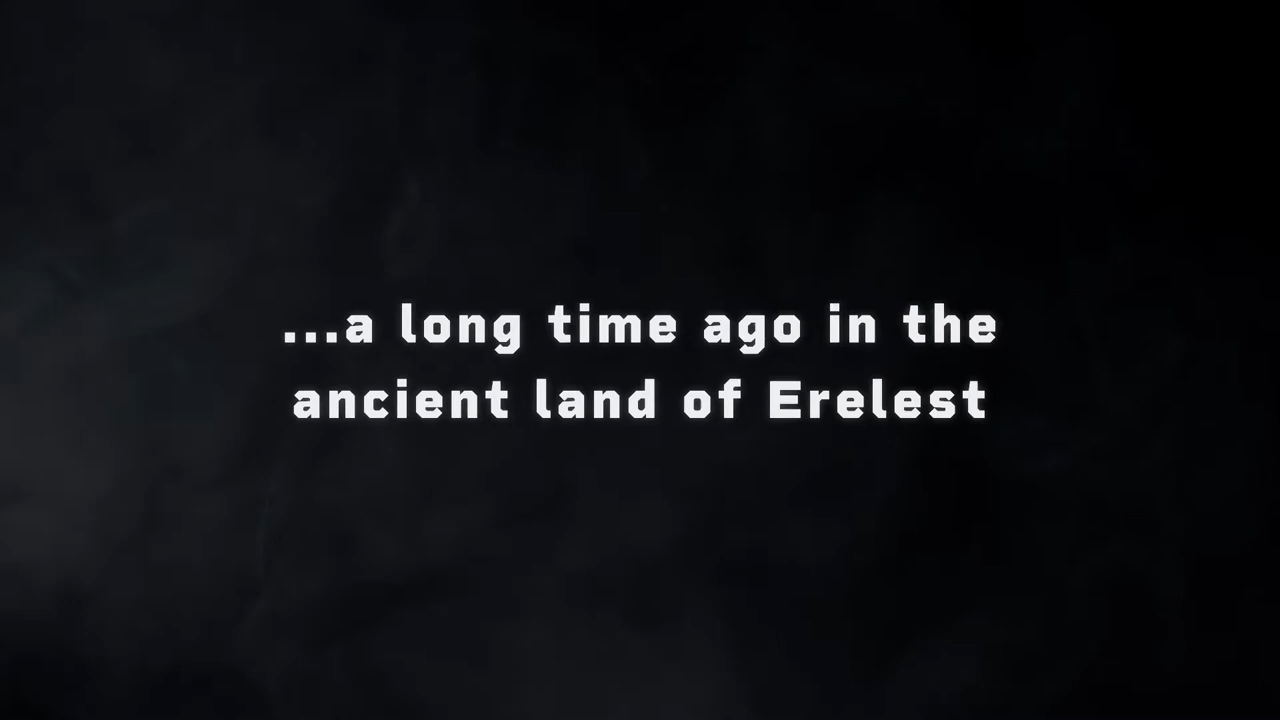 ...a long time ago in the
ancient land of Erelest